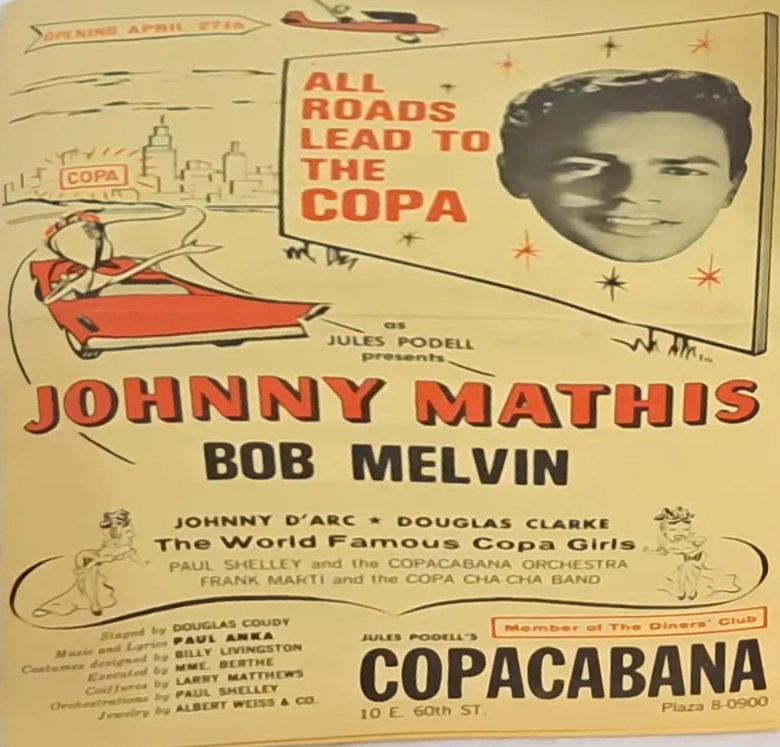 OPENING APRIL 27th
ALL
ROADS
LEAD TO
THE
COPA
COPA
as
JULES PODELL
presents
JOHNNY MATHIS
BOB MELVIN
JOHNNY D'ARC ★ DOUGLAS CLARKE
The World Famous Copa Girls
PAUL SHELLEY and the COPACABANA ORCHESTRA
FRANK MARTI and the COPA CHA-CHA BAND
Staged by DOUGLAS COUDY
Music and Lyrics PAUL ANKA
Costumes designed by BILLY LIVINGSTON
Executed by MME. BERTHE
Coiffures by LARRY MATTHEWS
Orchestrations by PAUL SHELLEY
Jewelry by ALBERT WEISS & CO.
Member of The Diners' Club
JULES PODELL'S
COPACABANA
10 E. 60th ST. Plaza 8-0900